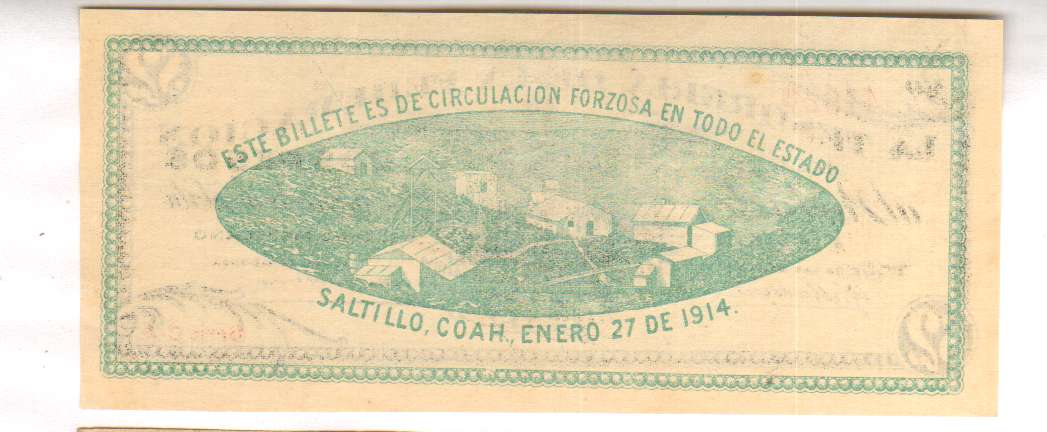 ESTE BILLETE ES DE CIRCULACION FORZOSA EN TODO EL ESTADO
SALTILLO, COAH., ENERO 27 DE 1914.